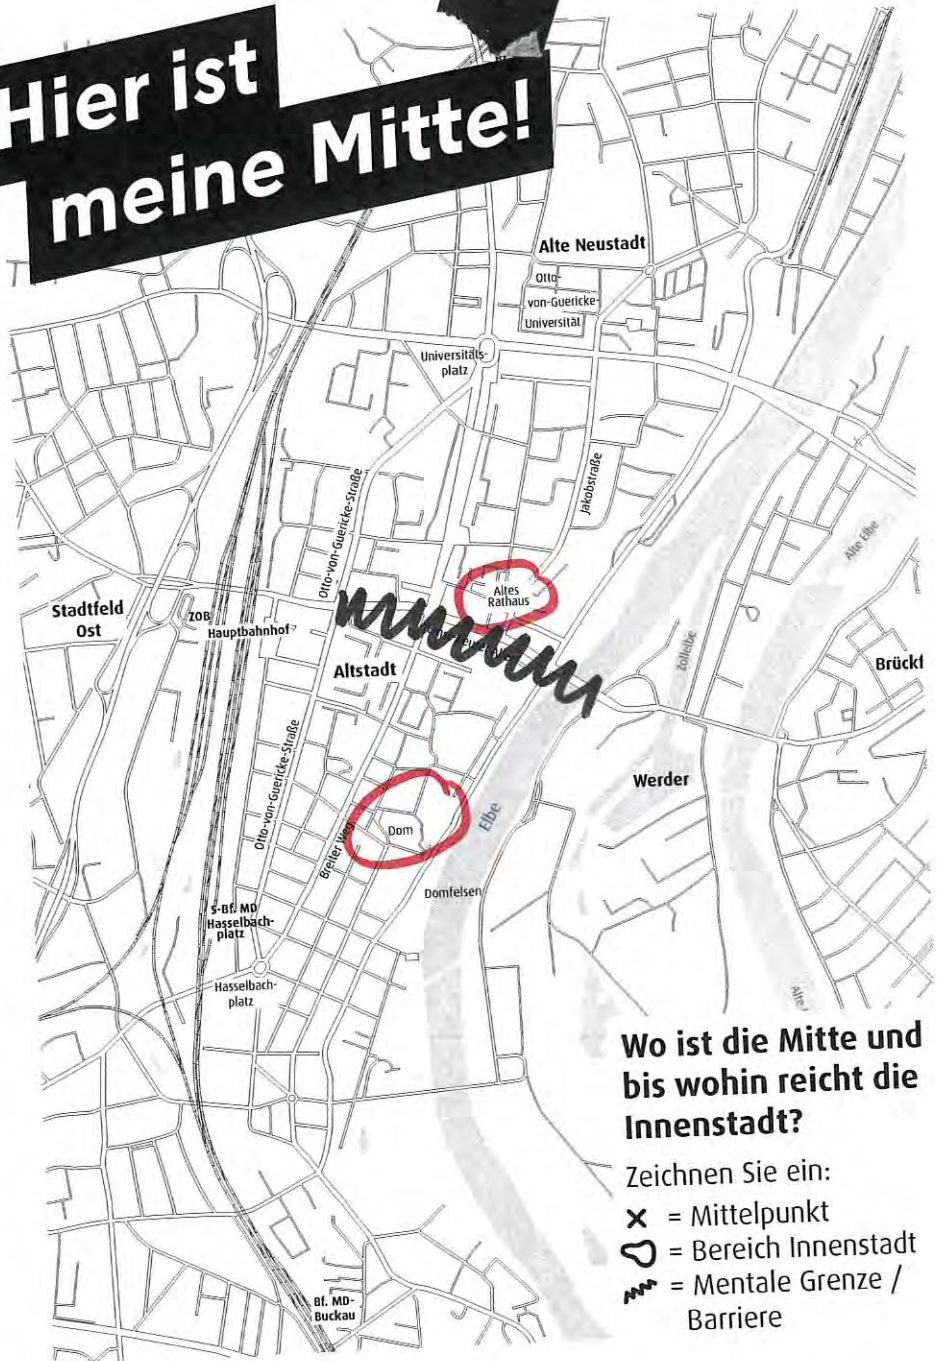 Hier ist
meine Mitte!
Alte Neustadt
Otto-
von-Guericke-
Universität
Universitäts-
platz
Otto-von-Guericke-Straße
Jakobstraße
Alte Elbe
Altes
Rathaus
Stadtfeld
Ost
ZOB
Hauptbahnhof
Altstadt
Zollelbe
Brückf
Otto-von-Guericke-Straße
Werder
Elbe
Breiter Weg
Dom
Domfelsen
S-Bf. MD
Hasselbach-
platz
Hasselbach-
platz
Alte
Wo ist die Mitte und
bis wohin reicht die
Innenstadt?
Zeichnen Sie ein:
x = Mittelpunkt
= Bereich Innenstadt
= Mentale Grenze /
Barriere
Bf. MD-
Buckau